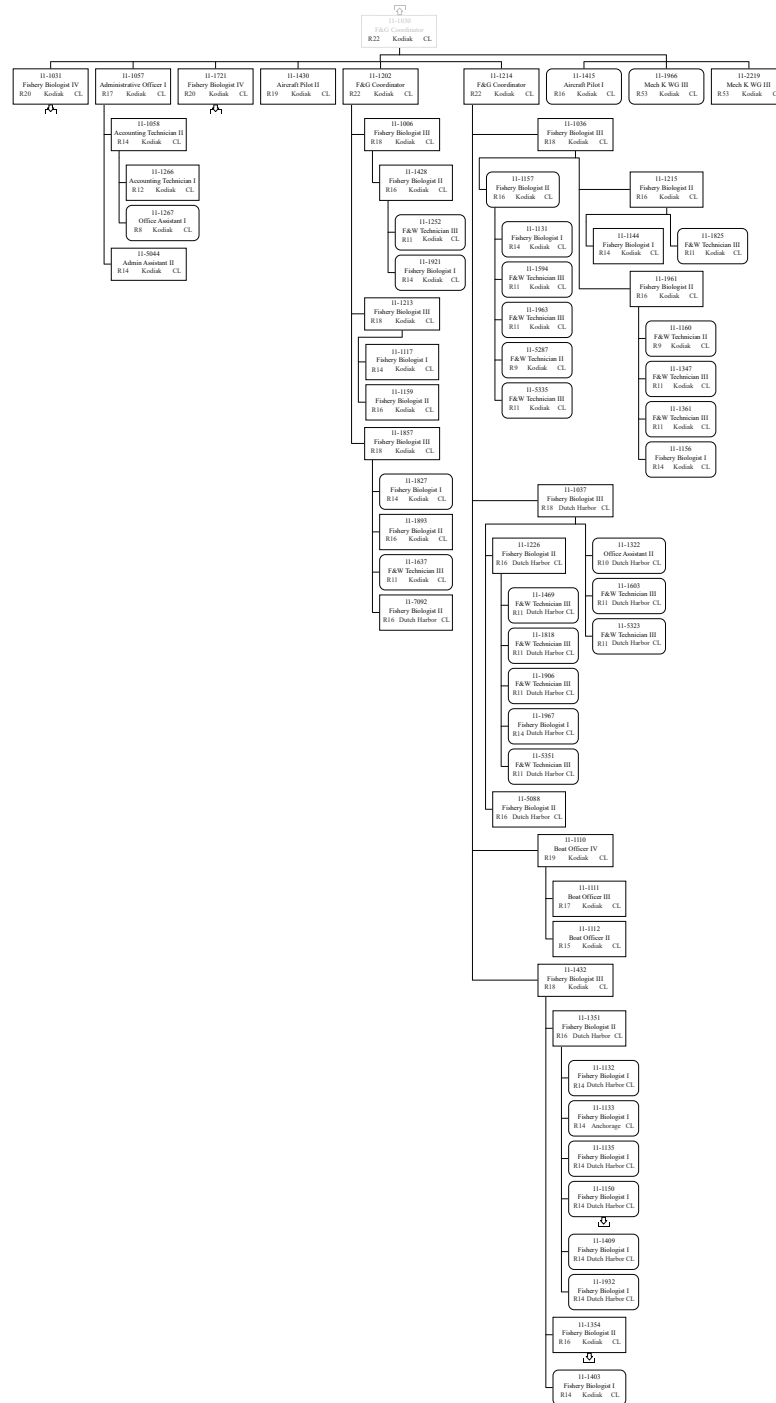 11-1050
F&G Coordinator
R22 Kodiak CL
11-1031
Fishery Biologist IV
R20 Kodiak CL
11-1057
Administrative Officer I
R17 Kodiak CL
11-1058
Accounting Technician II
R14 Kodiak CL
11-1266
Accounting Technician I
R12 Kodiak CL
11-1267
Office Assistant I
R8 Kodiak CL
11-5044
Admin Assistant II
R14 Kodiak CL
11-1721
Fishery Biologist IV
R20 Kodiak CL
11-1430
Aircraft Pilot II
R19 Kodiak CL
11-1202
F&G Coordinator
R22 Kodiak CL
11-1006
Fishery Biologist III
R18 Kodiak CL
11-1428
Fishery Biologist II
R16 Kodiak CL
11-1252
F&W Technician III
R11 Kodiak CL
11-1921
Fishery Biologist I
R14 Kodiak CL
11-1213
Fishery Biologist III
R18 Kodiak CL
11-1117
Fishery Biologist I
R14 Kodiak CL
11-1159
Fishery Biologist II
R16 Kodiak CL
11-1857
Fishery Biologist III
R18 Kodiak CL
11-1827
Fishery Biologist I
R14 Kodiak CL
11-1893
Fishery Biologist II
R16 Kodiak CL
11-1637
F&W Technician III
R11 Kodiak CL
11-7092
Fishery Biologist II
R16 Dutch Harbor CL
11-1214
F&G Coordinator
R22 Kodiak CL
11-1036
Fishery Biologist III
R18 Kodiak CL
11-1157
Fishery Biologist II
R16 Kodiak CL
11-1131
Fishery Biologist I
R14 Kodiak CL
11-1594
F&W Technician III
R11 Kodiak CL
11-1963
F&W Technician III
R11 Kodiak CL
11-5287
F&W Technician II
R9 Kodiak CL
11-5335
F&W Technician III
R11 Kodiak CL
11-1215
Fishery Biologist II
R16 Kodiak CL
11-1144
Fishery Biologist I
R14 Kodiak CL
11-1825
F&W Technician III
R11 Kodiak CL
11-1961
Fishery Biologist II
R16 Kodiak CL
11-1160
F&W Technician II
R9 Kodiak CL
11-1347
F&W Technician III
R11 Kodiak CL
11-1361
F&W Technician III
R11 Kodiak CL
11-1156
Fishery Biologist I
R14 Kodiak CL
11-1037
Fishery Biologist III
R18 Dutch Harbor CL
11-1226
Fishery Biologist II
R16 Dutch Harbor CL
11-1469
F&W Technician III
R11 Dutch Harbor CL
11-1818
F&W Technician III
R11 Dutch Harbor CL
11-1906
F&W Technician III
R11 Dutch Harbor CL
11-1967
Fishery Biologist I
R14 Dutch Harbor CL
11-5351
F&W Technician III
R11 Dutch Harbor CL
11-5088
Fishery Biologist II
R16 Dutch Harbor CL
11-1322
Office Assistant II
R10 Dutch Harbor CL
11-1603
F&W Technician III
R11 Dutch Harbor CL
11-5323
F&W Technician III
R11 Dutch Harbor CL
11-1110
Boat Officer IV
R19 Kodiak CL
11-1111
Boat Officer III
R17 Kodiak CL
11-1112
Boat Officer II
R15 Kodiak CL
11-1432
Fishery Biologist III
R18 Kodiak CL
11-1351
Fishery Biologist II
R16 Dutch Harbor CL
11-1132
Fishery Biologist I
R14 Dutch Harbor CL
11-1133
Fishery Biologist I
R14 Anchorage CL
11-1135
Fishery Biologist I
R14 Dutch Harbor CL
11-1150
Fishery Biologist I
R14 Dutch Harbor CL
11-1409
Fishery Biologist I
R14 Dutch Harbor CL
11-1932
Fishery Biologist I
R14 Dutch Harbor CL
11-1354
Fishery Biologist II
R16 Kodiak CL
11-1403
Fishery Biologist I
R14 Kodiak CL
11-1415
Aircraft Pilot I
R16 Kodiak CL
11-1966
Mech K WG III
R53 Kodiak CL
11-2219
Mech K WG III
R53 Kodiak